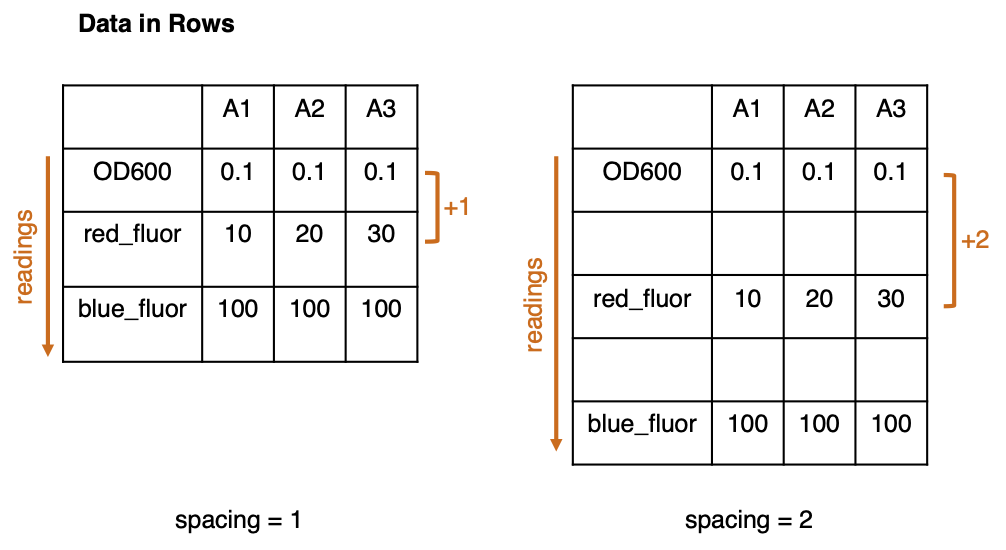 Data in Rows
A1 A2 A3
OD600 0.1 0.1 0.1
red_fluor 10 20 30
blue_fluor 100 100 100
readings
+1
spacing = 1
A1 A2 A3
OD600 0.1 0.1 0.1
red_fluor 10 20 30
blue_fluor 100 100 100
readings
+2
spacing = 2